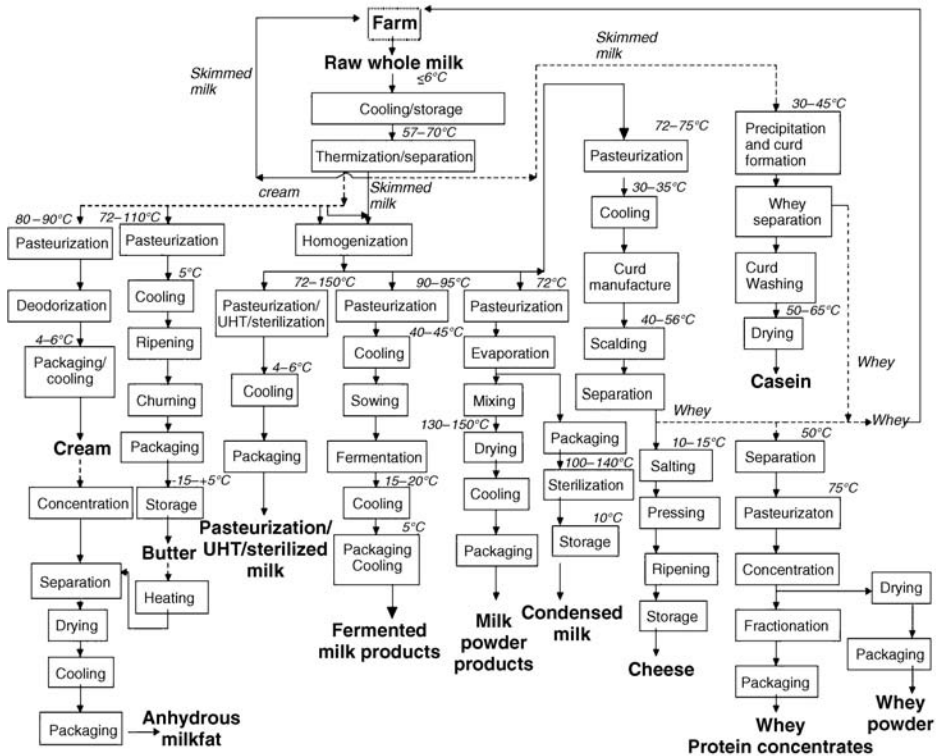 Farm
Raw whole milk
≤6°C
Cooling/storage
57–70°C
Thermization/separation
Skimmed
milk
Skimmed
milk
cream
Skimmed
milk
Homogenization
80–90°C
Pasteurization
Deodorization
4–6°C
Packaging/
cooling
Cream
Concentration
Separation
Drying
Cooling
Packaging
Anhydrous
milkfat
72–110°C
Pasteurization
5°C
Cooling
Ripening
Churning
Packaging
-15–+5°C
Storage
Butter
Heating
72–150°C
Pasteurization/
UHT/sterilization
4–6°C
Cooling
Packaging
Pasteurization/
UHT/sterilized
milk
90–95°C
Pasteurization
40–45°C
Cooling
Sowing
Fermentation
15–20°C
Cooling
5°C
Packaging
Cooling
Fermented
milk products
72°C
Pasteurization
Evaporation
Mixing
130–150°C
Drying
Cooling
Packaging
Milk
powder
products
Packaging
100–140°C
Sterilization
10°C
Storage
Condensed
milk
72–75°C
Pasteurization
30–35°C
Cooling
Curd
manufacture
40–56°C
Scalding
Separation
Whey
10–15°C
Salting
Pressing
Ripening
Storage
Cheese
30–45°C
Precipitation
and curd
formation
Whey
separation
Curd
Washing
50–65°C
Drying
Casein
Whey
Whey
50°C
Separation
75°C
Pasteurizaton
Concentration
Fractionation
Packaging
Whey
Protein concentrates
Drying
Packaging
Whey
powder